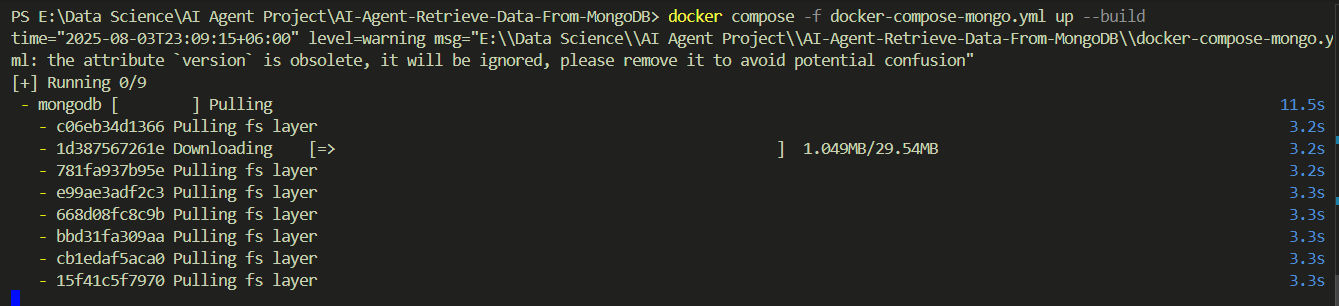 PS E:\Data Science\AI Agent Project\AI-Agent-Retrieve-Data-From-MongoDB> docker compose -f docker-compose-mongo.yml up --build
time="2025-08-03T23:09:15+06:00" level=warning msg="E:\\Data Science\\AI Agent Project\\AI-Agent-Retrieve-Data-From-MongoDB\\docker-compose-mongo.y
ml: the attribute `version` is obsolete, it will be ignored, please remove it to avoid potential confusion"
[+] Running 0/9
- mongodb [        ] Pulling 11.5s
- c06eb34d1366 Pulling fs layer 3.2s
- 1d387567261e Downloading [=>                                                  ] 1.049MB/29.54MB 3.2s
- 781fa937b95e Pulling fs layer 3.2s
- e99ae3adf2c3 Pulling fs layer 3.3s
- 668d08fc8c9b Pulling fs layer 3.3s
- bbd31fa309aa Pulling fs layer 3.3s
- cb1edaf5aca0 Pulling fs layer 3.3s
- 15f41c5f7970 Pulling fs layer 3.3s